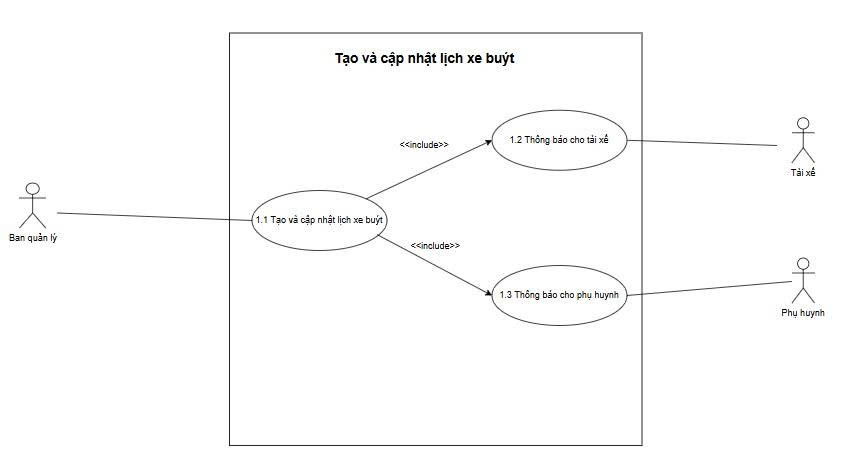 Tạo và cập nhật lịch xe buýt
<<include>>
1.2 Thông báo cho tài xế
Tài xế
1.1 Tạo và cập nhật lịch xe buýt
Ban quản lý
<<include>>
1.3 Thông báo cho phụ huynh
Phụ huynh